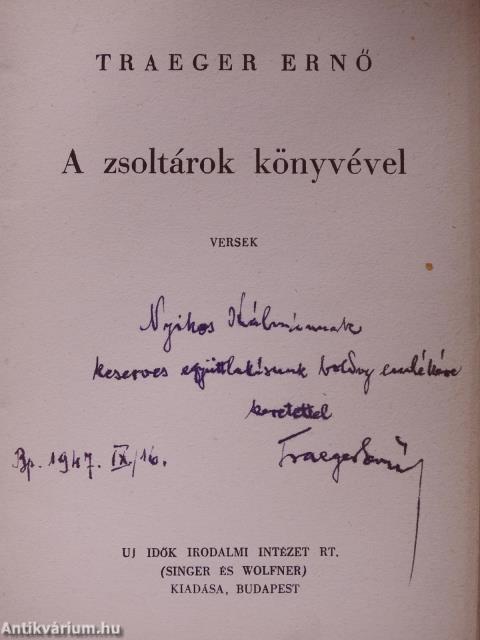 TRAEGER ERNŐ
A zsoltárok könyvével
VERSEK
Nyikos Kálmánnak
keserves együttlakásunk boldog emlékére
szeretettel
Bp. 1947. IX/16.
Traeger Ernő
UJ IDŐK IRODALMI INTÉZET RT.
(SINGER ÉS WOLFNER)
KIADÁSA, BUDAPEST
Antikvárium.hu